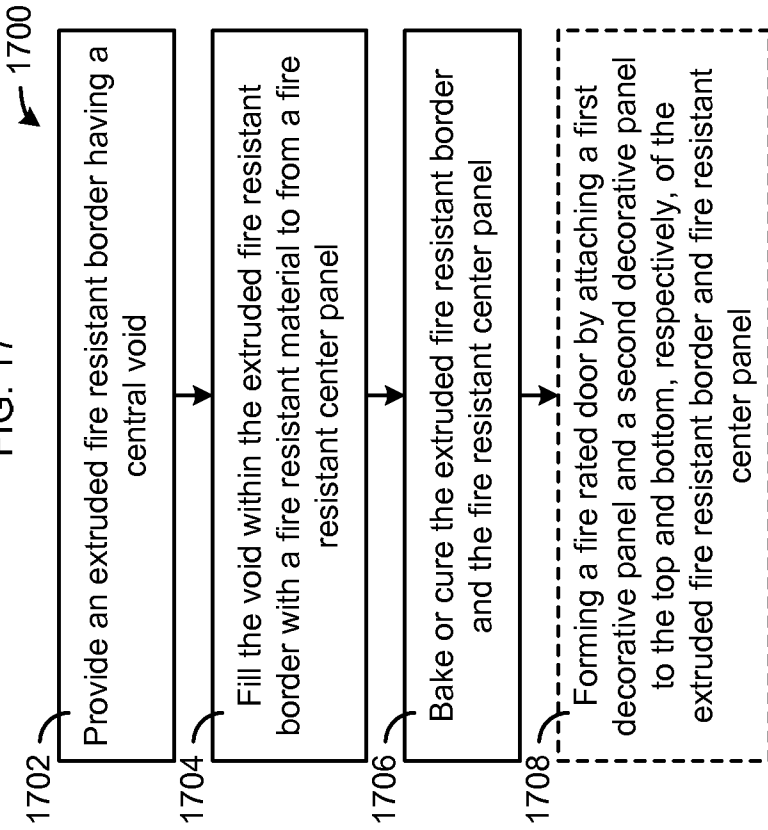 FIG. 17
1700
1702
Provide an extruded fire resistant border having a
central void
1704
Fill the void within the extruded fire resistant
border with a fire resistant material to from a fire
resistant center panel
1706
Bake or cure the extruded fire resistant border
and the fire resistant center panel
1708
Forming a fire rated door by attaching a first
decorative panel and a second decorative panel
to the top and bottom, respectively, of the
extruded fire resistant border and fire resistant
center panel